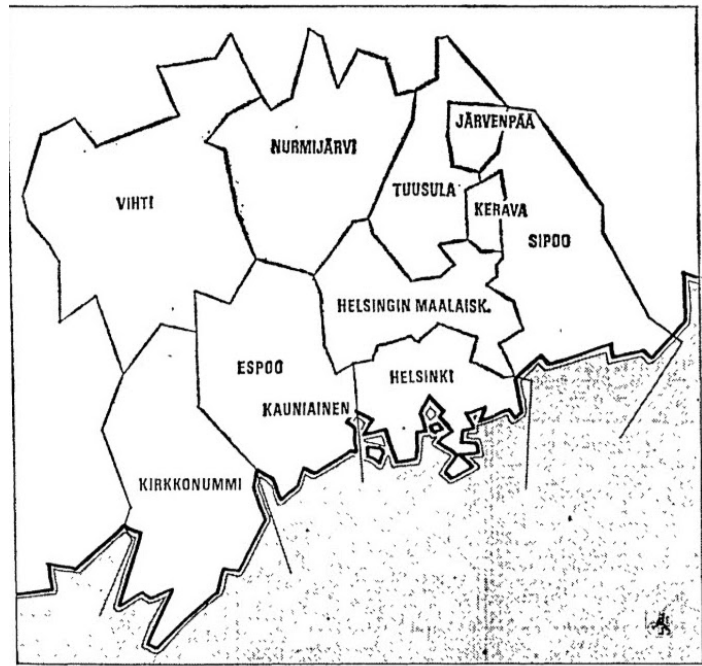 JÄRVENPÄÄ
NURMIJÄRVI
TUUSULA
VIHTI
KERAVA
SIPOO
HELSINGIN MAALAISK.
ESPOO
HELSINKI
KAUNIAINEN
KIRKKONUMMI